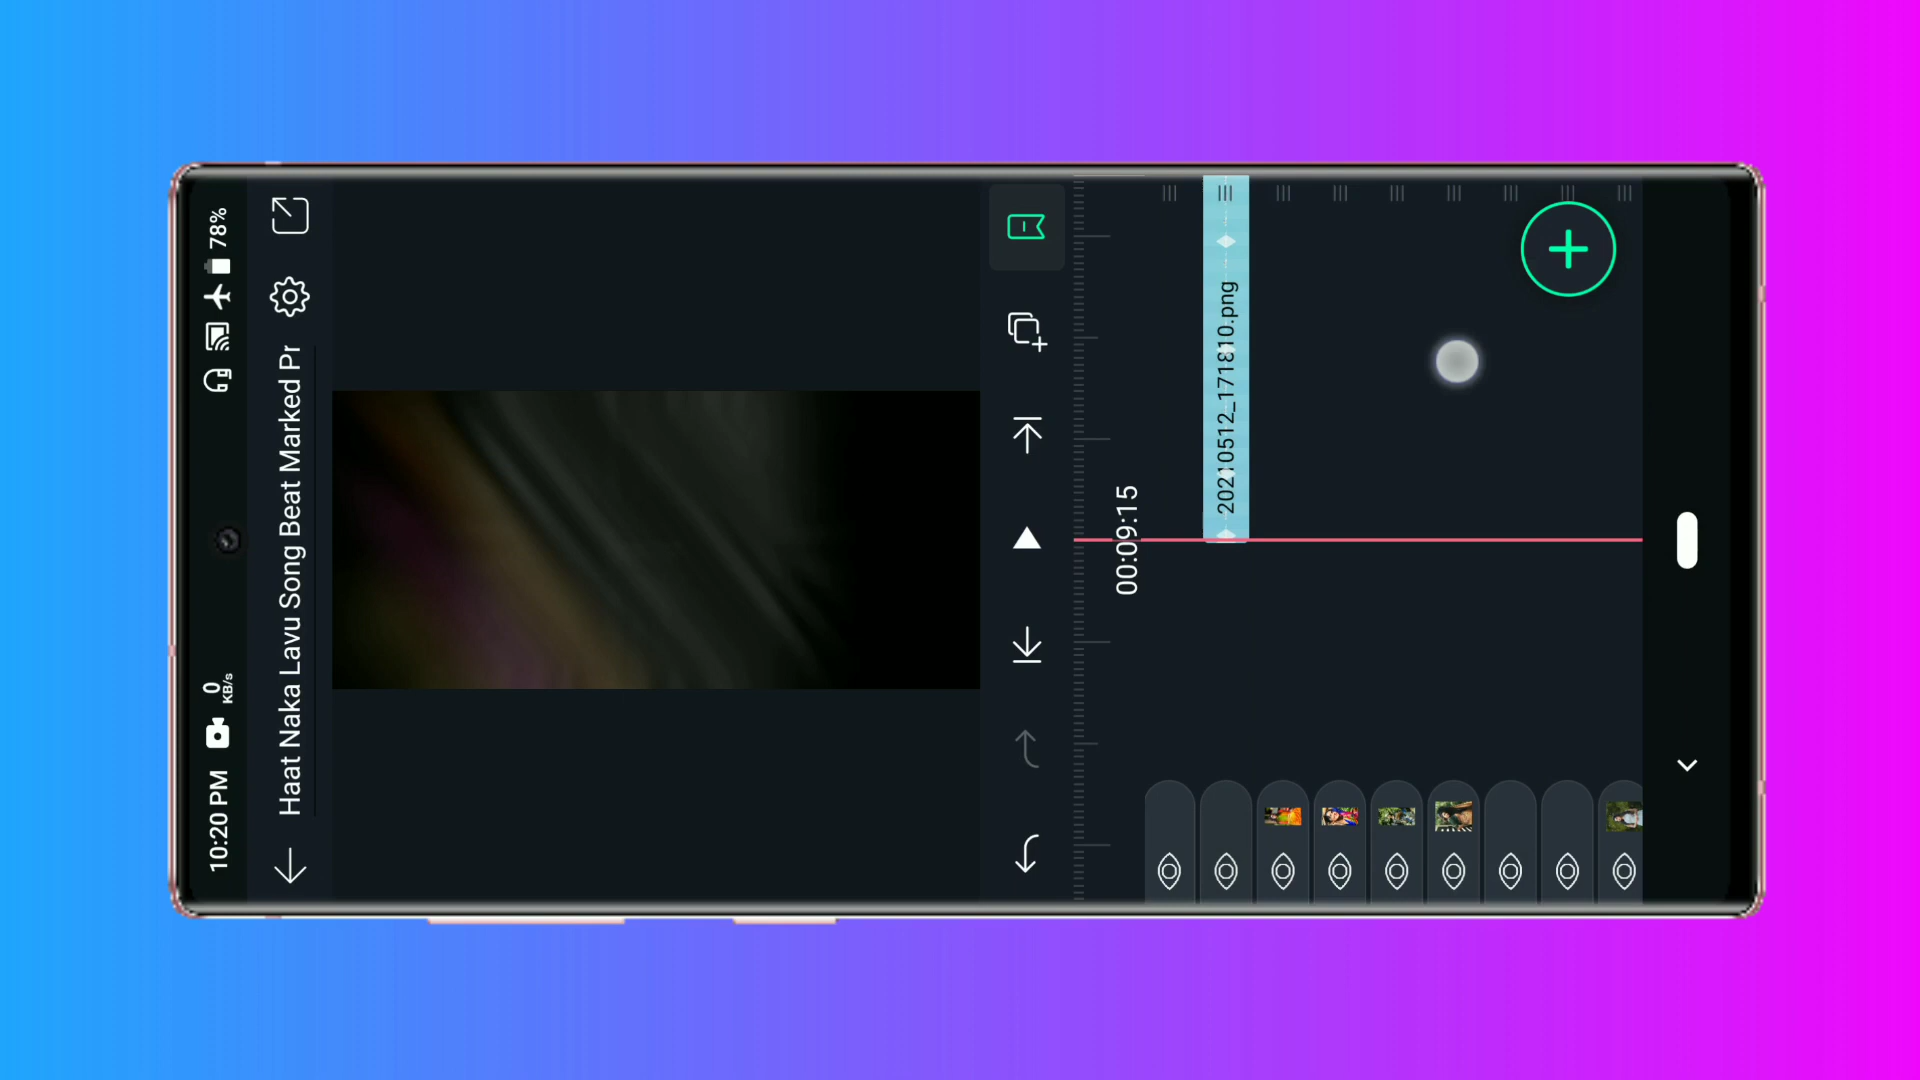 10:20 PM
0
KB/s
78%
Haat Naka Lavu Song Beat Marked Pr
00:09:15
20210512_171810.png